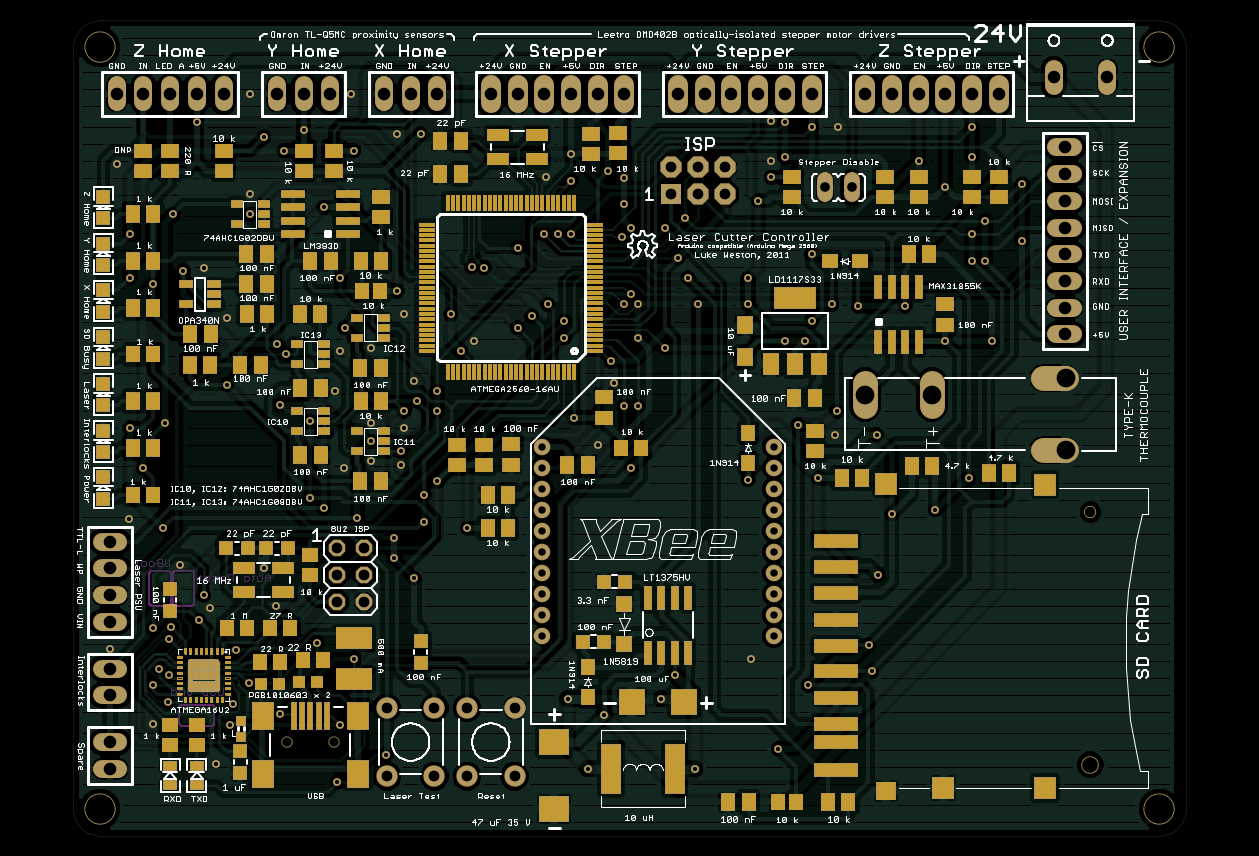 Omron TL-Q5MC proximity sensors
Leetro DMD402B optically-isolated stepper motor drivers
24V
Z Home
Y Home
X Home
X Stepper
Y Stepper
Z Stepper
+ -
GND IN LED A +5V +24V
GND IN +24V
GND IN +24V
+24V GND EN +5V DIR STEP
+24V GND EN +5V DIR STEP
+24V GND EN +5V DIR STEP
22 pF
10 k
DNP
220 R
10 k
10 k
22 pF
16 MHz
10 k
10 k
ISP
1
Stepper Disable
10 k
10 k
10 k
10 k
10 k
CS
SCK
MOSI
MISO
TXD
RXD
GND
+5V
USER INTERFACE / EXPANSION
Z Home
Y Home
X Home
SD Busy
Laser
Interlocks
Power
1 k
1 k
1 k
1 k
1 k
1 k
1 k
74AHC1G02DBV
LM393D
1 k
100 nF
100 nF
10 k
100 nF
10 k
1 k
10 k
OPA340N
100 nF
IC13
IC12
1 k
100 nF
100 nF
100 nF
10 k
IC10
IC11
100 nF
100 nF
Laser Cutter Controller
Arduino compatible (Arduino Mega 2560)
Luke Weston, 2011
10 k
1N914
LD1117S33
MAX31855K
10 uF
+
100 nF
100 nF
ATMEGA2560-16AU
100 nF
10 k
10 k
100 nF
10 k
100 nF
10 k
10 k
1N914
10 k
10 k
4.7 k
4.7 k
TYPE-K
THERMOCOUPLE
IC10, IC12: 74AHC1G02DBV
IC11, IC13: 74AHC1G08DBV
XBee
TTL-L WP GND VIN
Laser PSU
22 pF
22 pF
1
8U2 ISP
16 MHz
100 nF
10 k
1 M
27 R
22 R
22 R
500 mA
LT1375HV
3.3 nF
100 nF
1N5819
1N914
100 uF
- +
+
100 nF
SD CARD
Interlocks
ATMEGA16U2
PGB1010603 × 2
1 k
1 k
Spare
RXD
TXD
1 uF
USB
Laser Test
Reset
47 uF 35 V
-
10 uH
100 nF
10 k
10 k